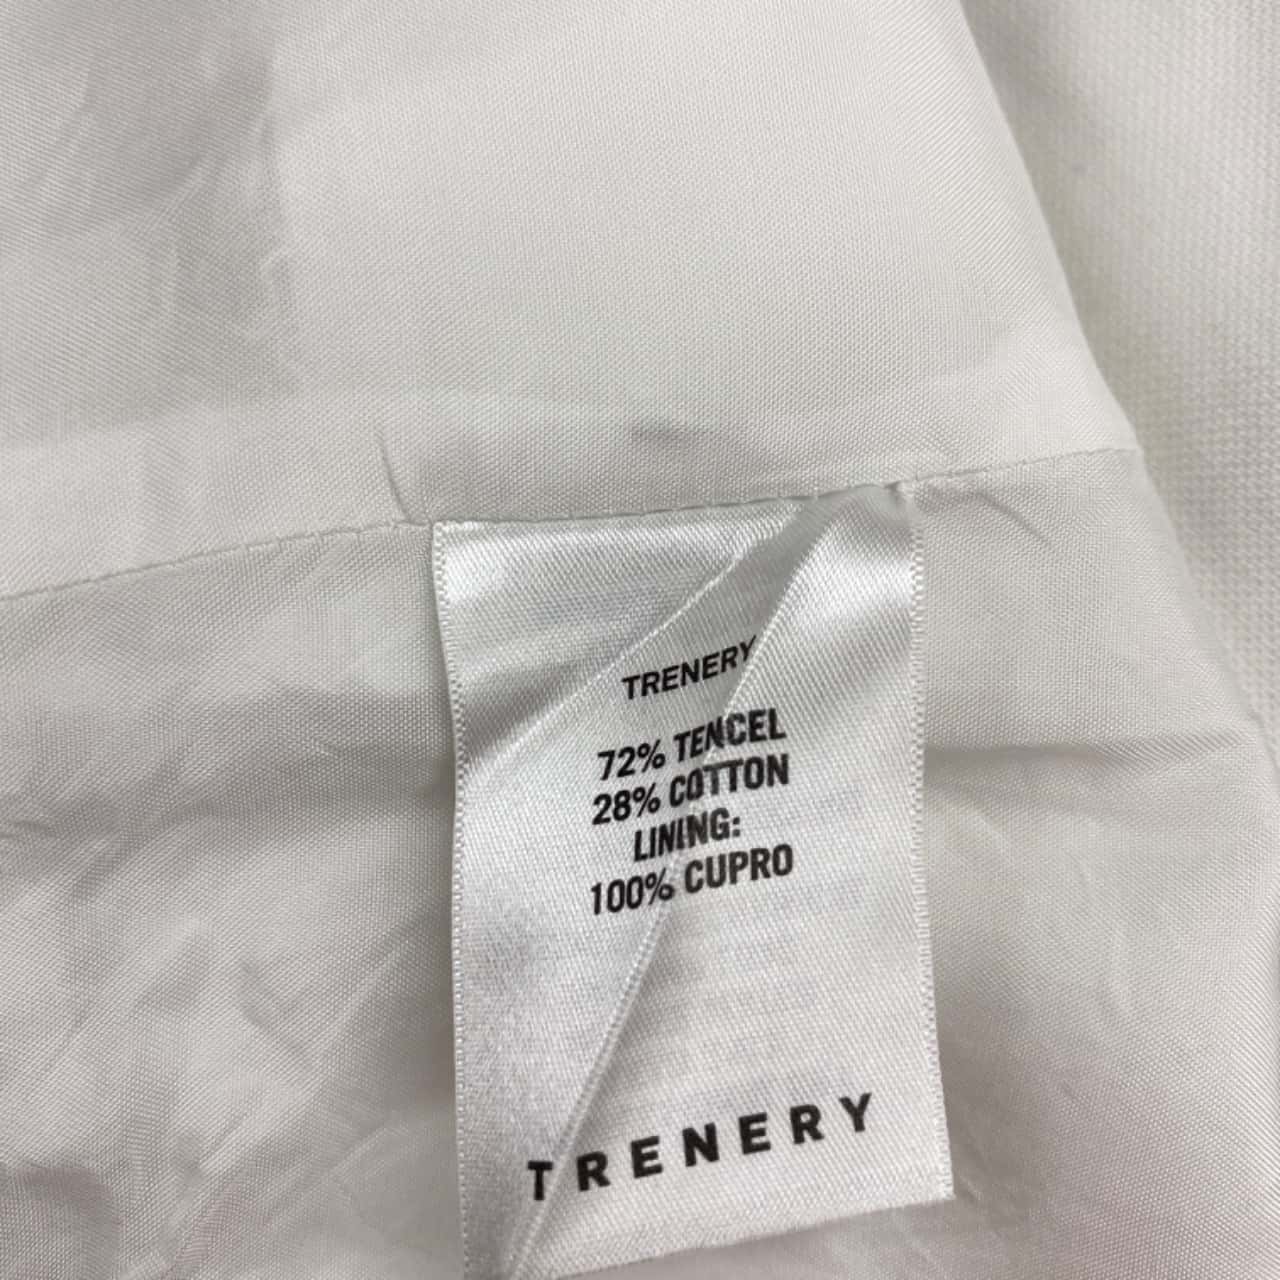 TRENERY
72% TENCEL
28% COTTON
LINING:
100% CUPRO
TRENERY